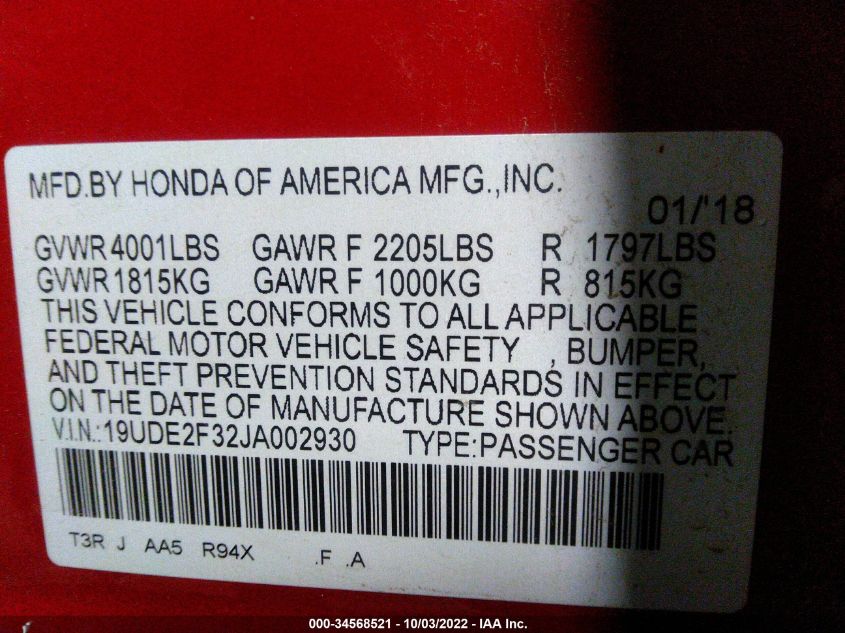 MFD.BY HONDA OF AMERICA MFG.,INC.
01/'18
GVWR 4001LBS GAWR F 2205LBS R 1797LBS
GVWR 1815KG GAWR F 1000KG R 815KG
THIS VEHICLE CONFORMS TO ALL APPLICABLE
FEDERAL MOTOR VEHICLE SAFETY , BUMPER,
AND THEFT PREVENTION STANDARDS IN EFFECT
ON THE DATE OF MANUFACTURE SHOWN ABOVE.
V.I.N.:19UDE2F32JA002930 TYPE:PASSENGER CAR
T3R J AA5 R94X .F .A
000-34568521 - 10/03/2022 - IAA Inc.